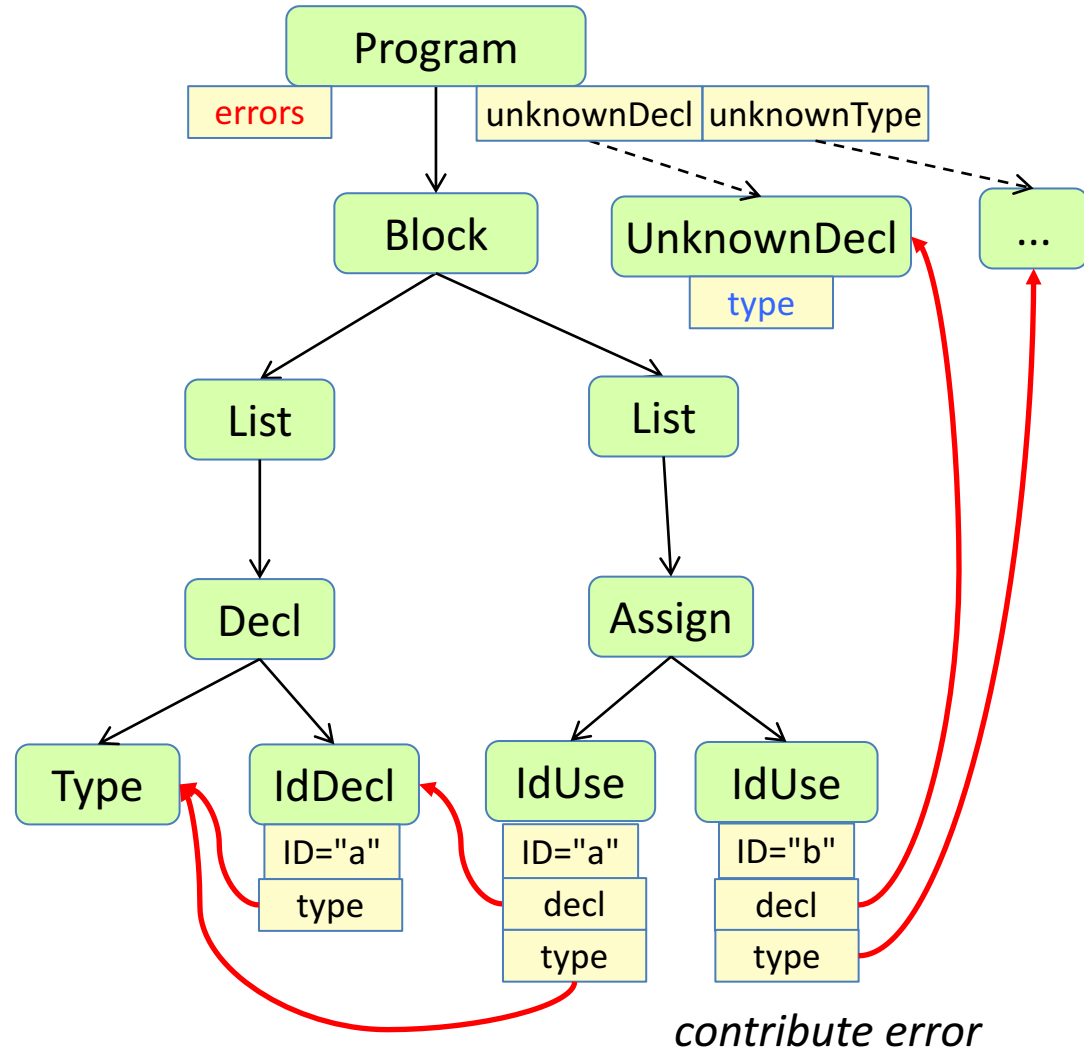 Program
errors
unknownDecl
unknownType
Block
UnknownDecl
...
type
List
List
Decl
Assign
Type
IdDecl
IdUse
IdUse
ID="a"
ID="a"
ID="b"
type
decl
decl
type
type
contribute error